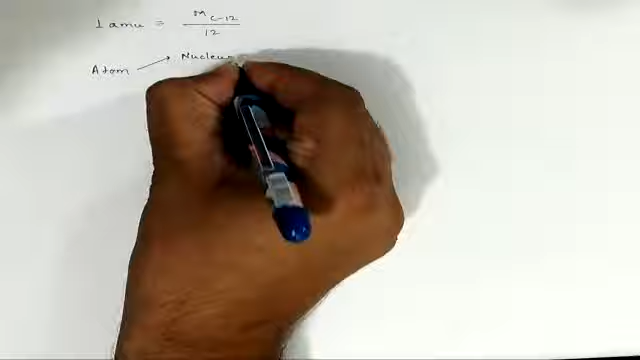 1 amu = m C-12 / 12
Atom → Nucleus